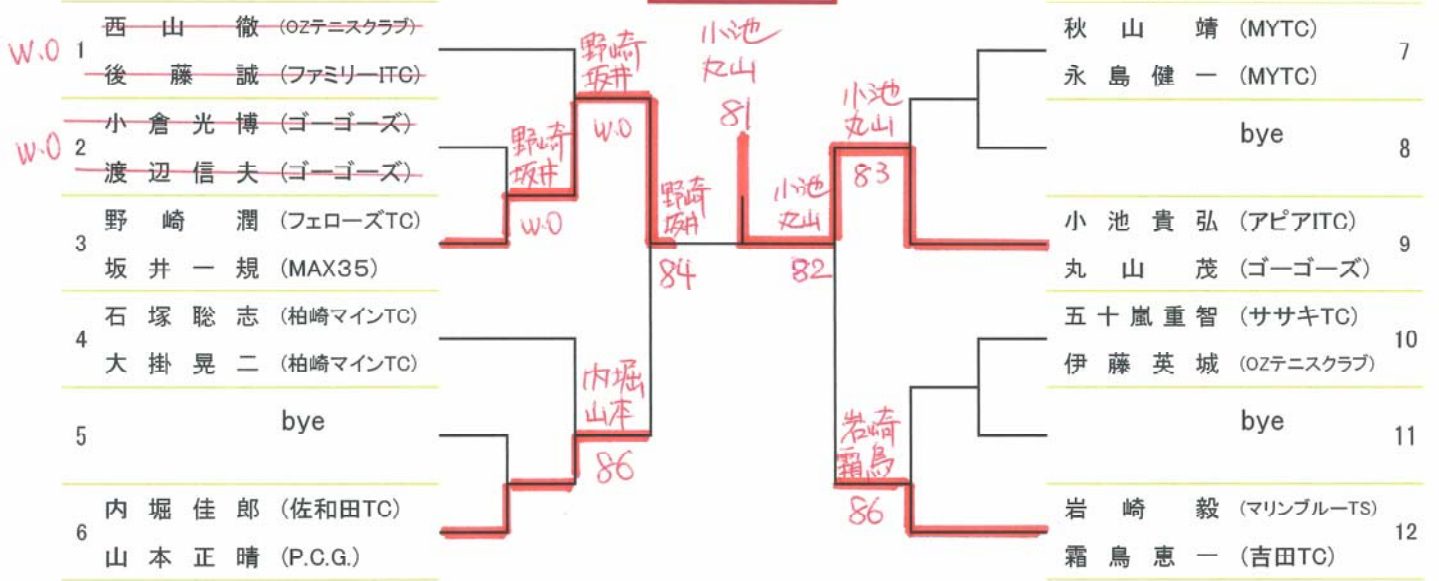 西山 徹 (OZテニスクラブ)
W.O 1
後藤 誠 (ファミリーITC)
小倉光博 (ゴーゴーズ)
W.O 2
渡辺信夫 (ゴーゴーズ)
野崎 潤 (フェローズTC)
3
坂井一規 (MAX35)
石塚聡志 (柏崎マインTC)
4
大掛晃二 (柏崎マインTC)
5 bye
内堀佳郎 (佐和田TC)
6
山本正晴 (P.C.G.)
野崎
坂井
W.O
野崎
坂井
W.O
内堀
山本
86
野崎
坂井
84
小池
丸山
81
小池
丸山
82
小池
丸山
83
岩崎
霜鳥
86
秋山 靖 (MYTC)
7
永島健一 (MYTC)
bye 8
小池貴弘 (アピアITC)
9
丸山 茂 (ゴーゴーズ)
五十嵐重智 (ササキTC)
10
伊藤英城 (OZテニスクラブ)
bye 11
岩崎 毅 (マリンブルーTS)
12
霜鳥恵一 (吉田TC)